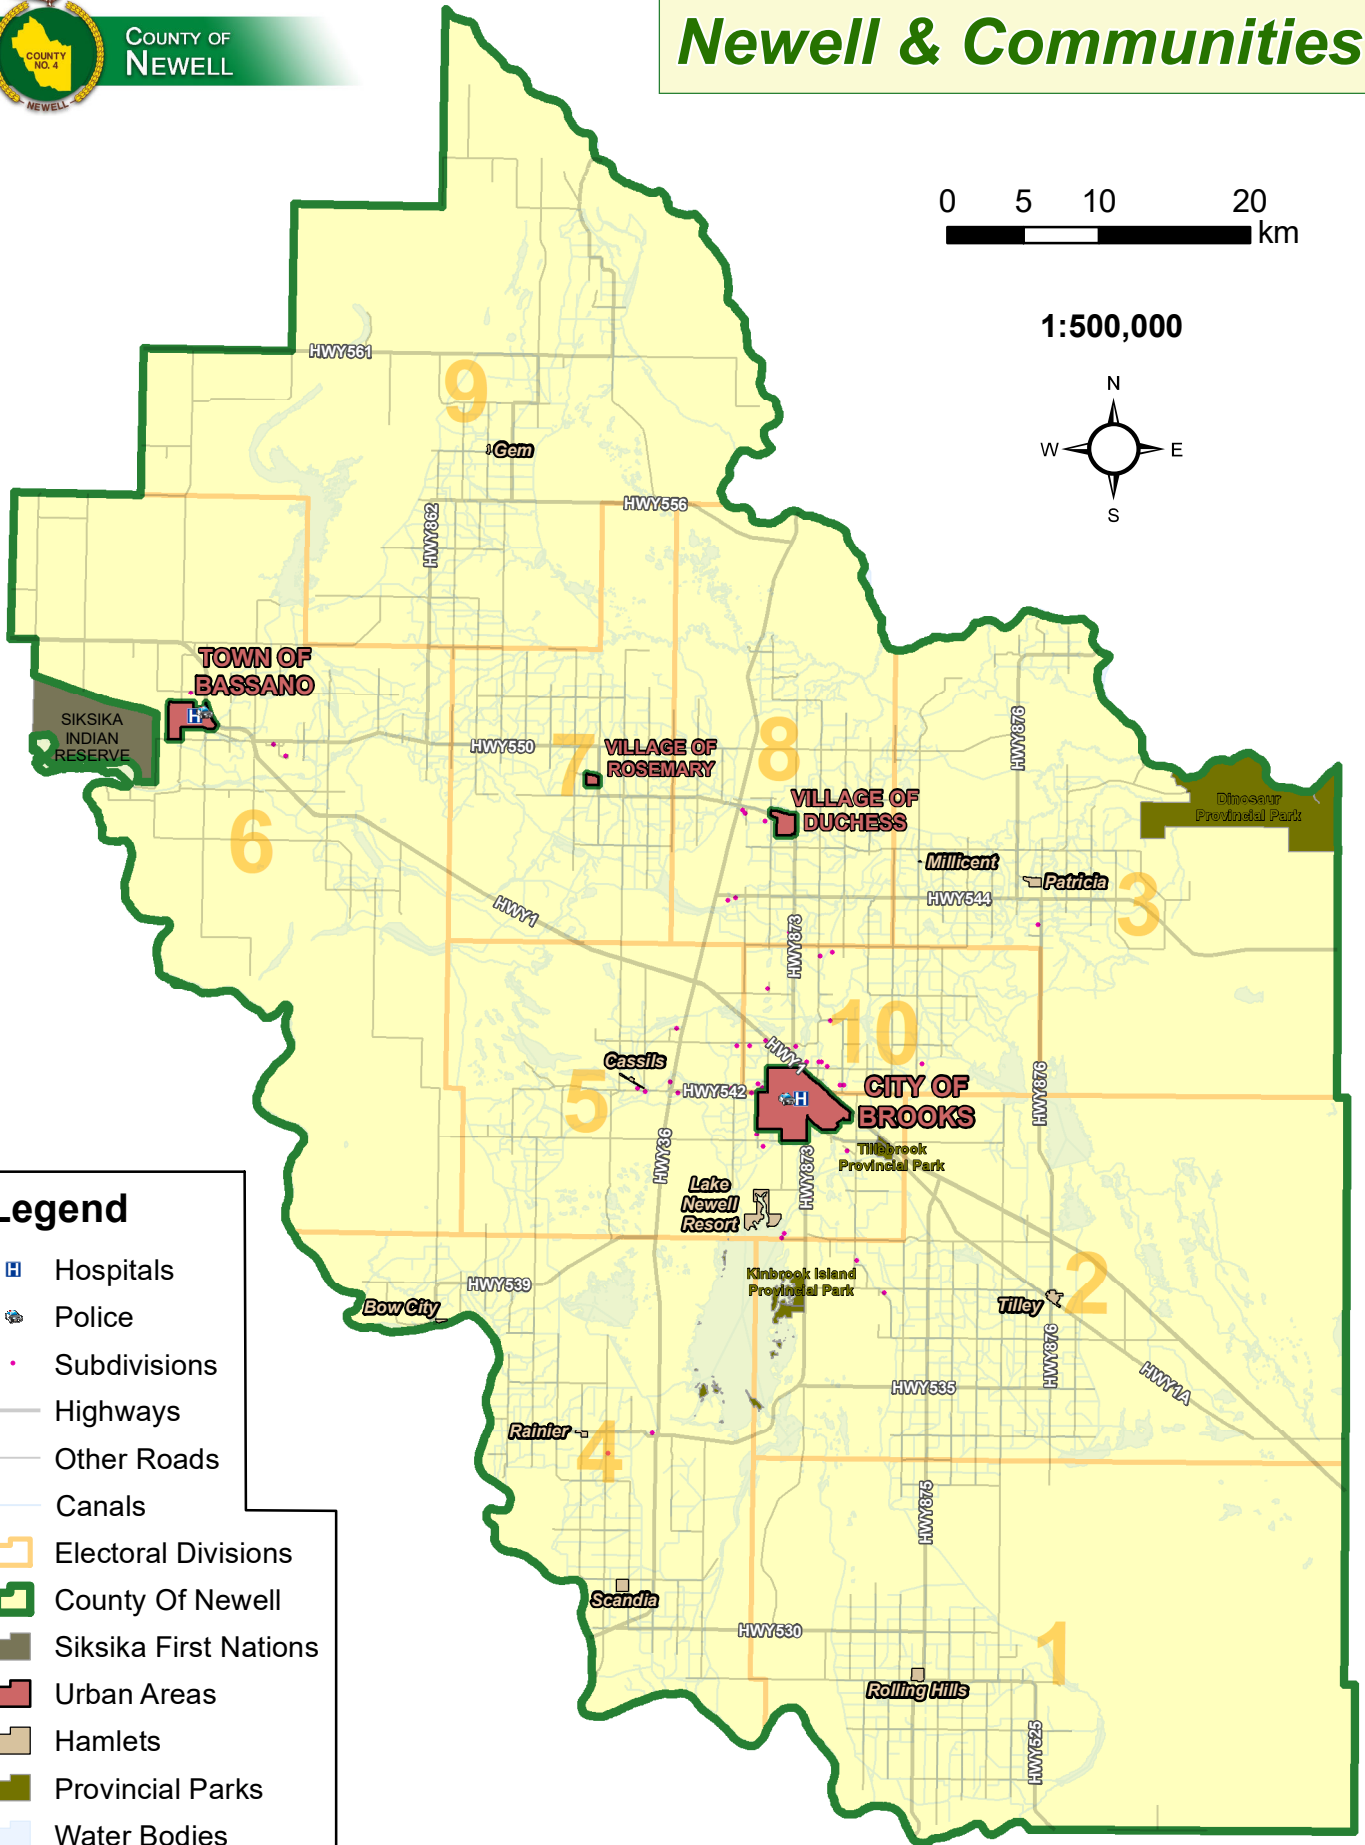 COUNTY
NO. 4
NEWELL
COUNTY OF
NEWELL
Newell & Communities
0 5 10 20
km
1:500,000
N
W E
S
HWY561
9
Gem
HWY556
HWY862
TOWN OF
BASSANO
H
SIKSIKA
INDIAN
RESERVE
HWY550
7
VILLAGE OF
ROSEMARY
8
HWY876
VILLAGE OF
DUCHESS
Dinosaur
Provincial Park
6
Millicent
Patricia
3
HWY544
HWY1
HWY873
10
HWY1
Cassils
5
HWY542
H
CITY OF
BROOKS
HWY876
HWY36
Tillebrook
Provincial Park
HWY873
Lake
Newell
Resort
Kinbrook Island
Provincial Park
HWY539
Bow City
2
Tilley
HWY876
HWY535
HWY1A
Rainier
4
HWY875
Scandia
HWY530
1
Rolling Hills
HWY525
Legend
H Hospitals
Police
Subdivisions
Highways
Other Roads
Canals
Electoral Divisions
County Of Newell
Siksika First Nations
Urban Areas
Hamlets
Provincial Parks
Water Bodies